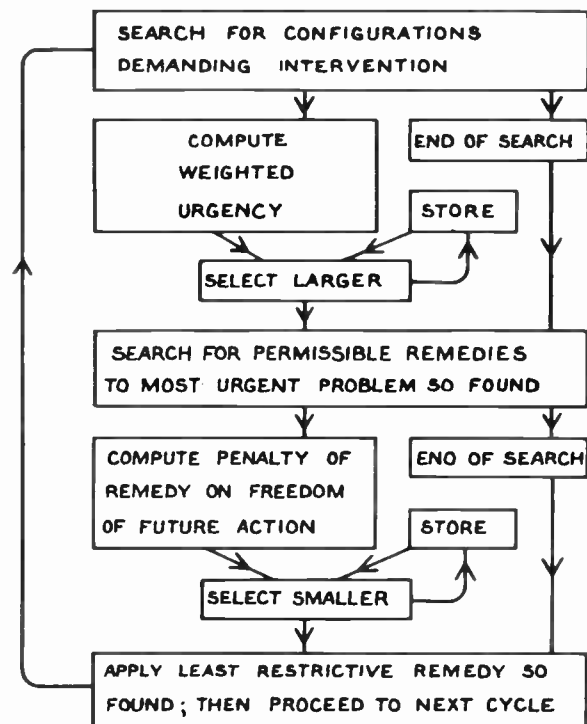 SEARCH FOR CONFIGURATIONS
DEMANDING INTERVENTION
COMPUTE
WEIGHTED
URGENCY
END OF SEARCH
STORE
SELECT LARGER
SEARCH FOR PERMISSIBLE REMEDIES
TO MOST URGENT PROBLEM SO FOUND
COMPUTE PENALTY OF
REMEDY ON FREEDOM
OF FUTURE ACTION
ENO OF SEARCH
STORE
SELECT SMALLER
APPLY LEAST RESTRICTIVE REMEDY SO
FOUND; THEN PROCEED TO NEXT CYCLE